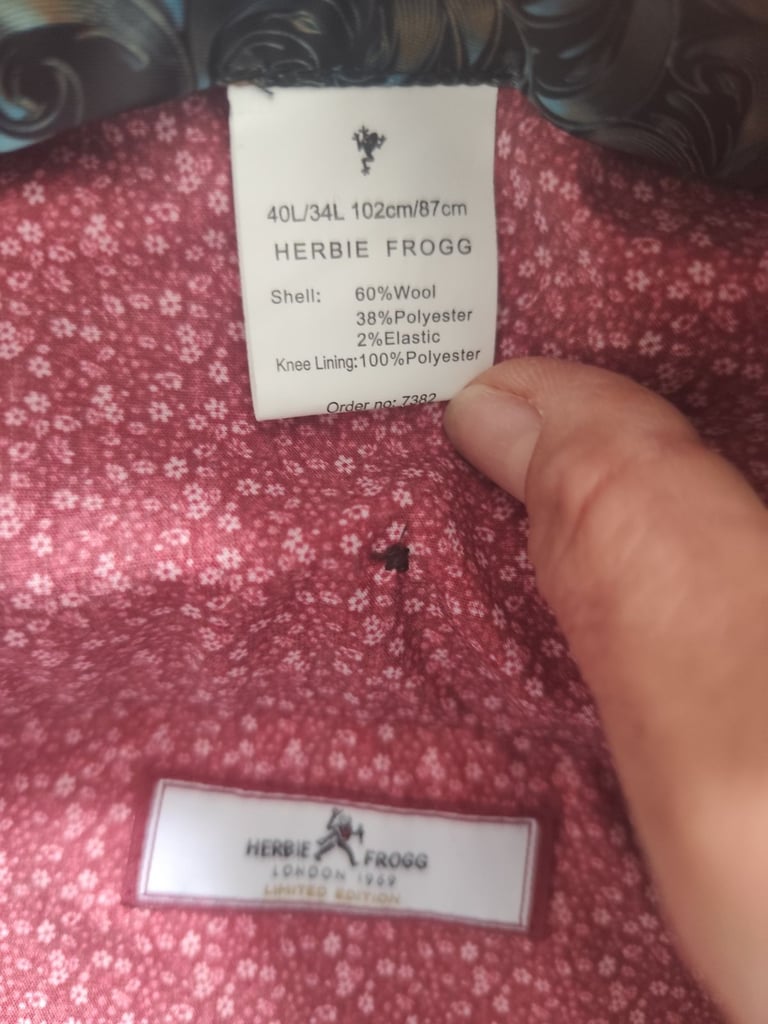 40L/34L 102cm/87cm
HERBIE FROGG
Shell: 60%Wool
38%Polyester
2%Elastic
Knee Lining:100%Polyester
Order no: 7382
HERBIE FROGG
LONDON 1969
LIMITED EDITION